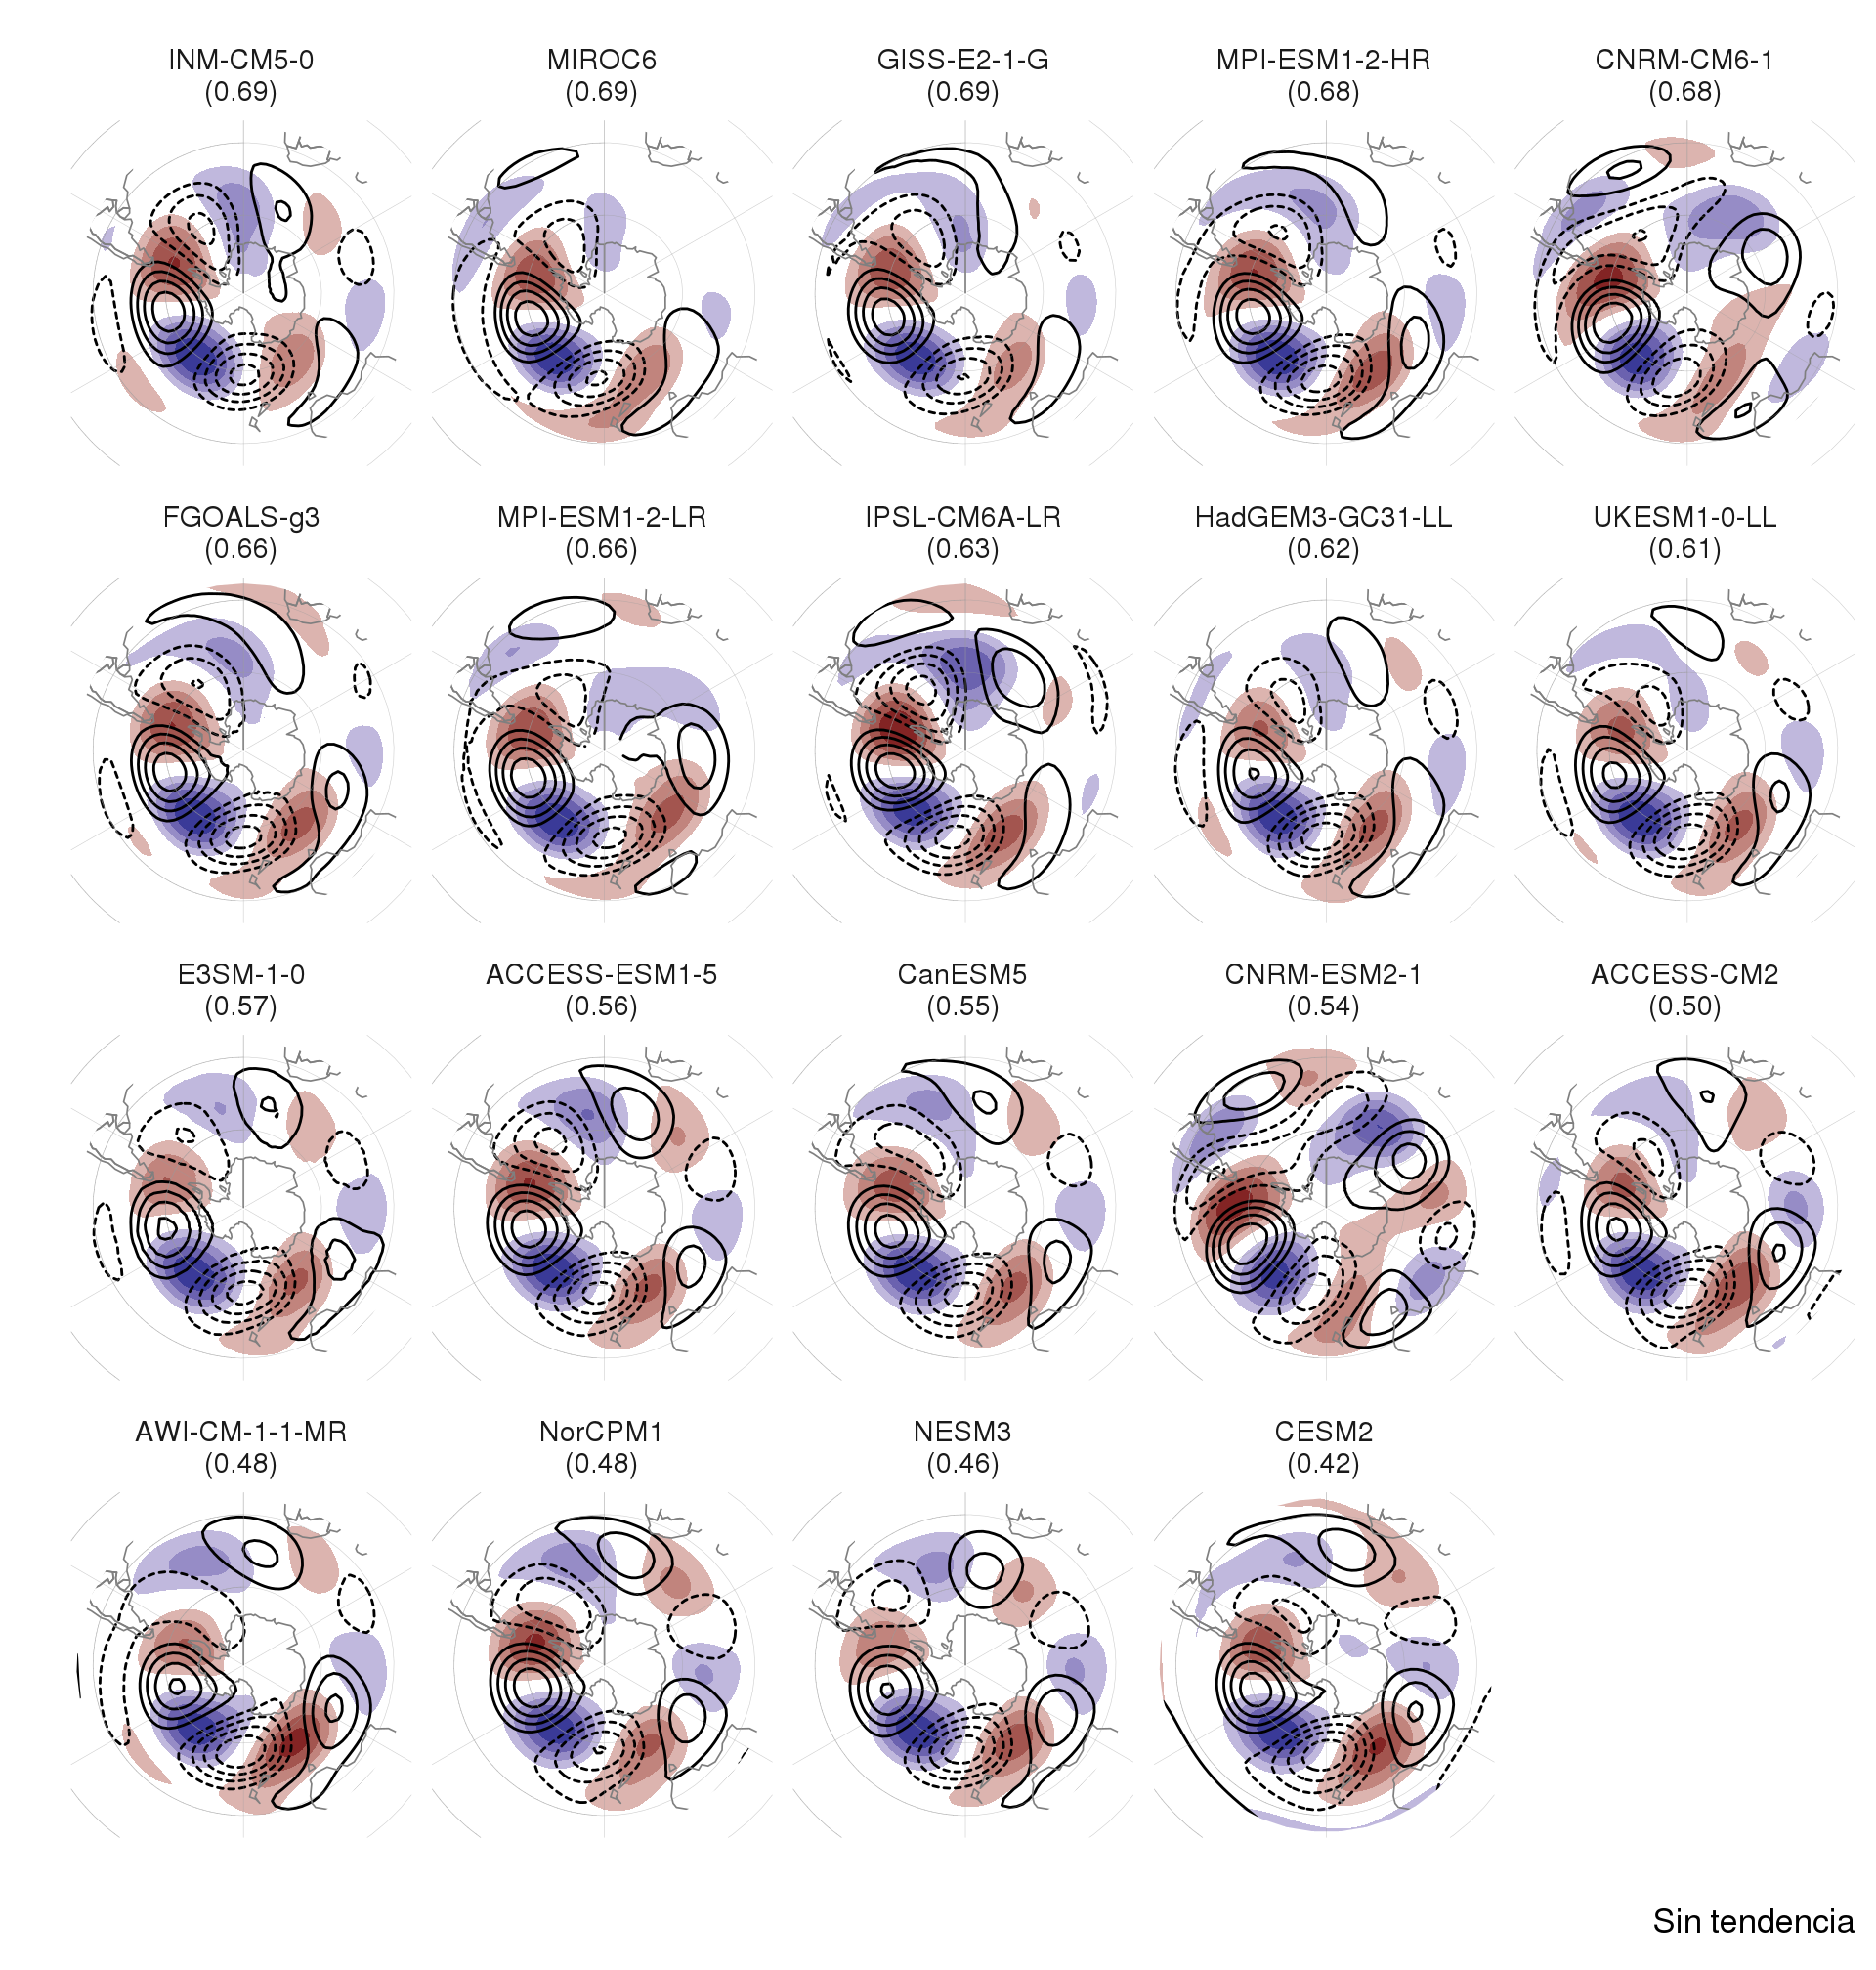 INM-CM5-0
(0.69)
MIROC6
(0.69)
GISS-E2-1-G
(0.69)
MPI-ESM1-2-HR
(0.68)
CNRM-CM6-1
(0.68)
FGOALS-g3
(0.66)
MPI-ESM1-2-LR
(0.66)
IPSL-CM6A-LR
(0.63)
HadGEM3-GC31-LL
(0.62)
UKESM1-0-LL
(0.61)
E3SM-1-0
(0.57)
ACCESS-ESM1-5
(0.56)
CanESM5
(0.55)
CNRM-ESM2-1
(0.54)
ACCESS-CM2
(0.50)
AWI-CM-1-1-MR
(0.48)
NorCPM1
(0.48)
NESM3
(0.46)
CESM2
(0.42)
Sin tendencia